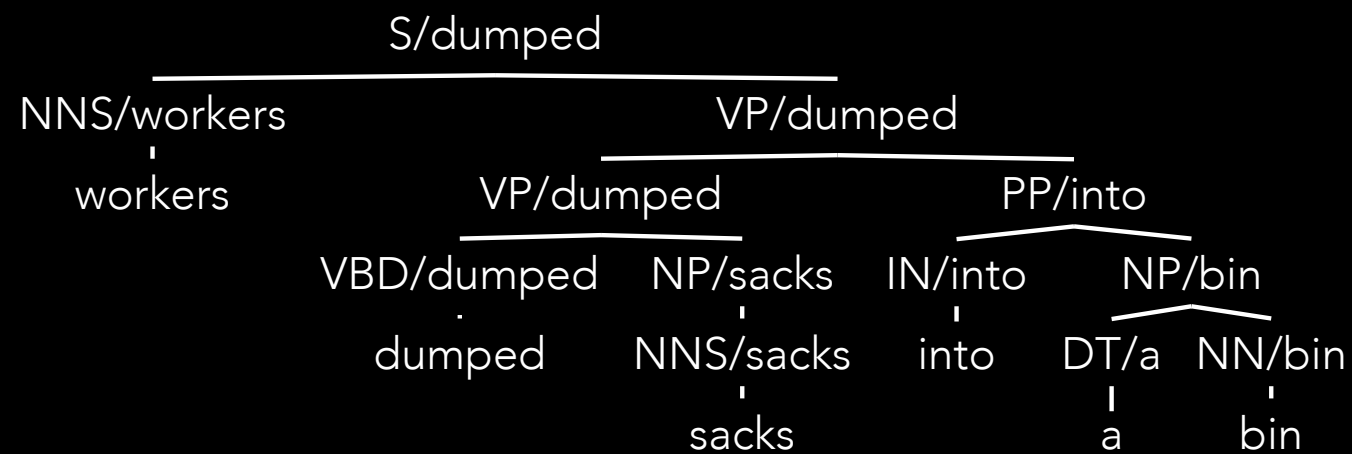 S/dumped
NNS/workers VP/dumped
workers VP/dumped PP/into
VBD/dumped NP/sacks IN/into NP/bin
dumped NNS/sacks into DT/a NN/bin
sacks a bin